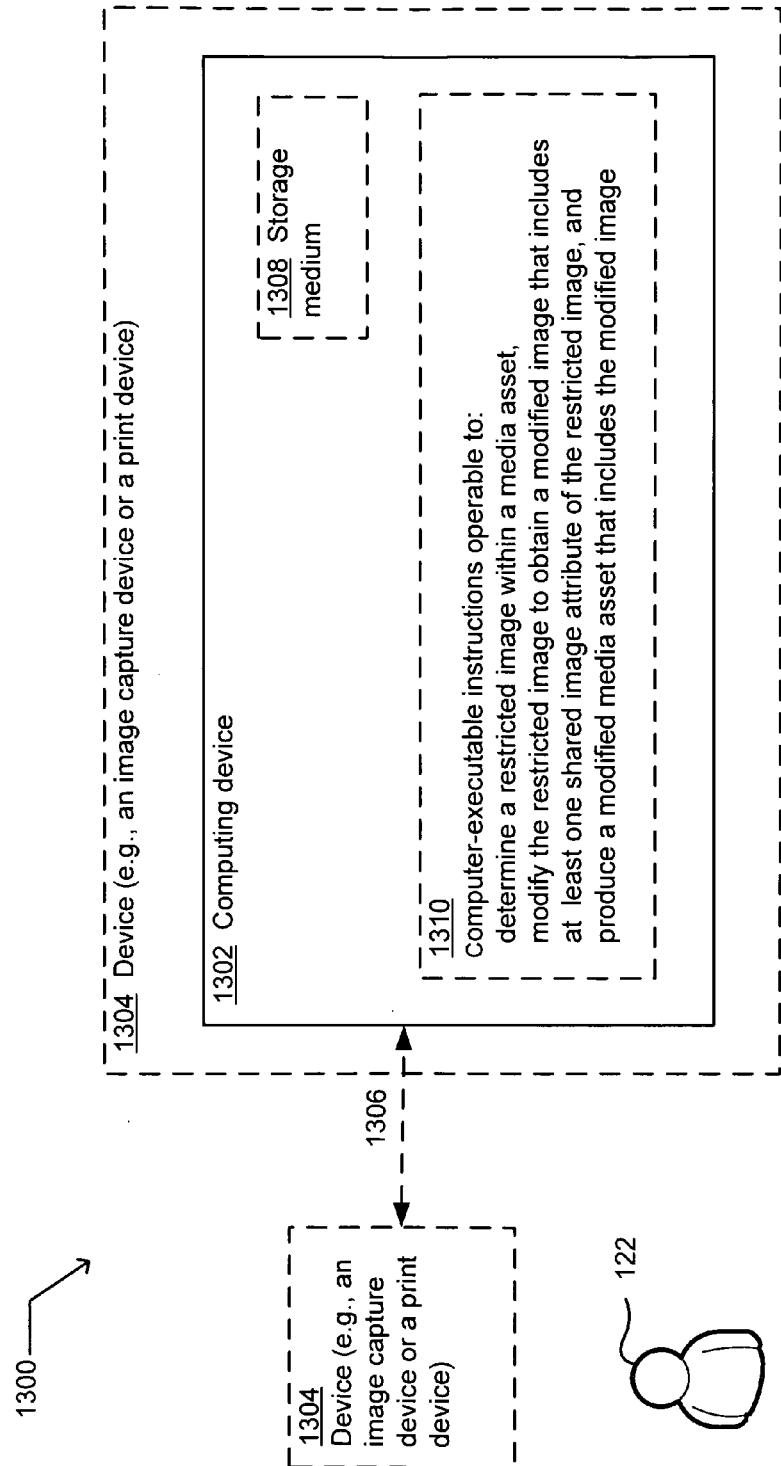 1300
1304 Device (e.g., an image capture device or a print device)
1302 Computing device
1308 Storage
medium
1310
Computer-executable instructions operable to:
determine a restricted image within a media asset,
modify the restricted image to obtain a modified image that includes
at least one shared image attribute of the restricted image, and
produce a modified media asset that includes the modified image
1306
1304
Device (e.g., an
image capture
device or a print
device)
122